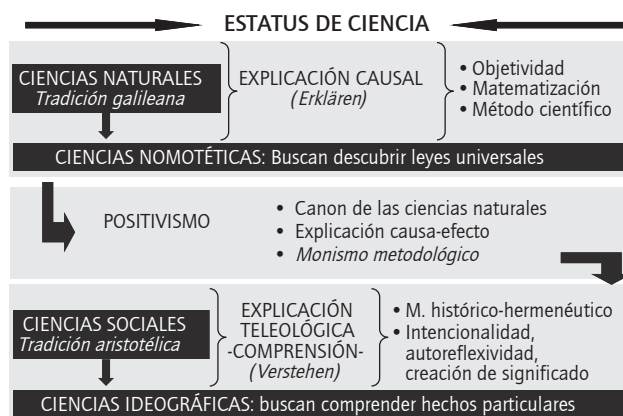 ESTATUS DE CIENCIA
CIENCIAS NATURALES
Tradición galileana
EXPLICACIÓN CAUSAL
(Erklären)
• Objetividad
• Matematización
• Método científico
CIENCIAS NOMOTÉTICAS: Buscan descubrir leyes universales
POSITIVISMO
• Canon de las ciencias naturales
• Explicación causa-efecto
• Monismo metodológico
CIENCIAS SOCIALES
Tradición aristotélica
EXPLICACIÓN
TELEOLÓGICA
-COMPRENSIÓN-
(Verstehen)
• M. histórico-hermenéutico
• Intencionalidad,
autoreflexividad,
creación de significado
CIENCIAS IDEOGRÁFICAS: buscan comprender hechos particulares